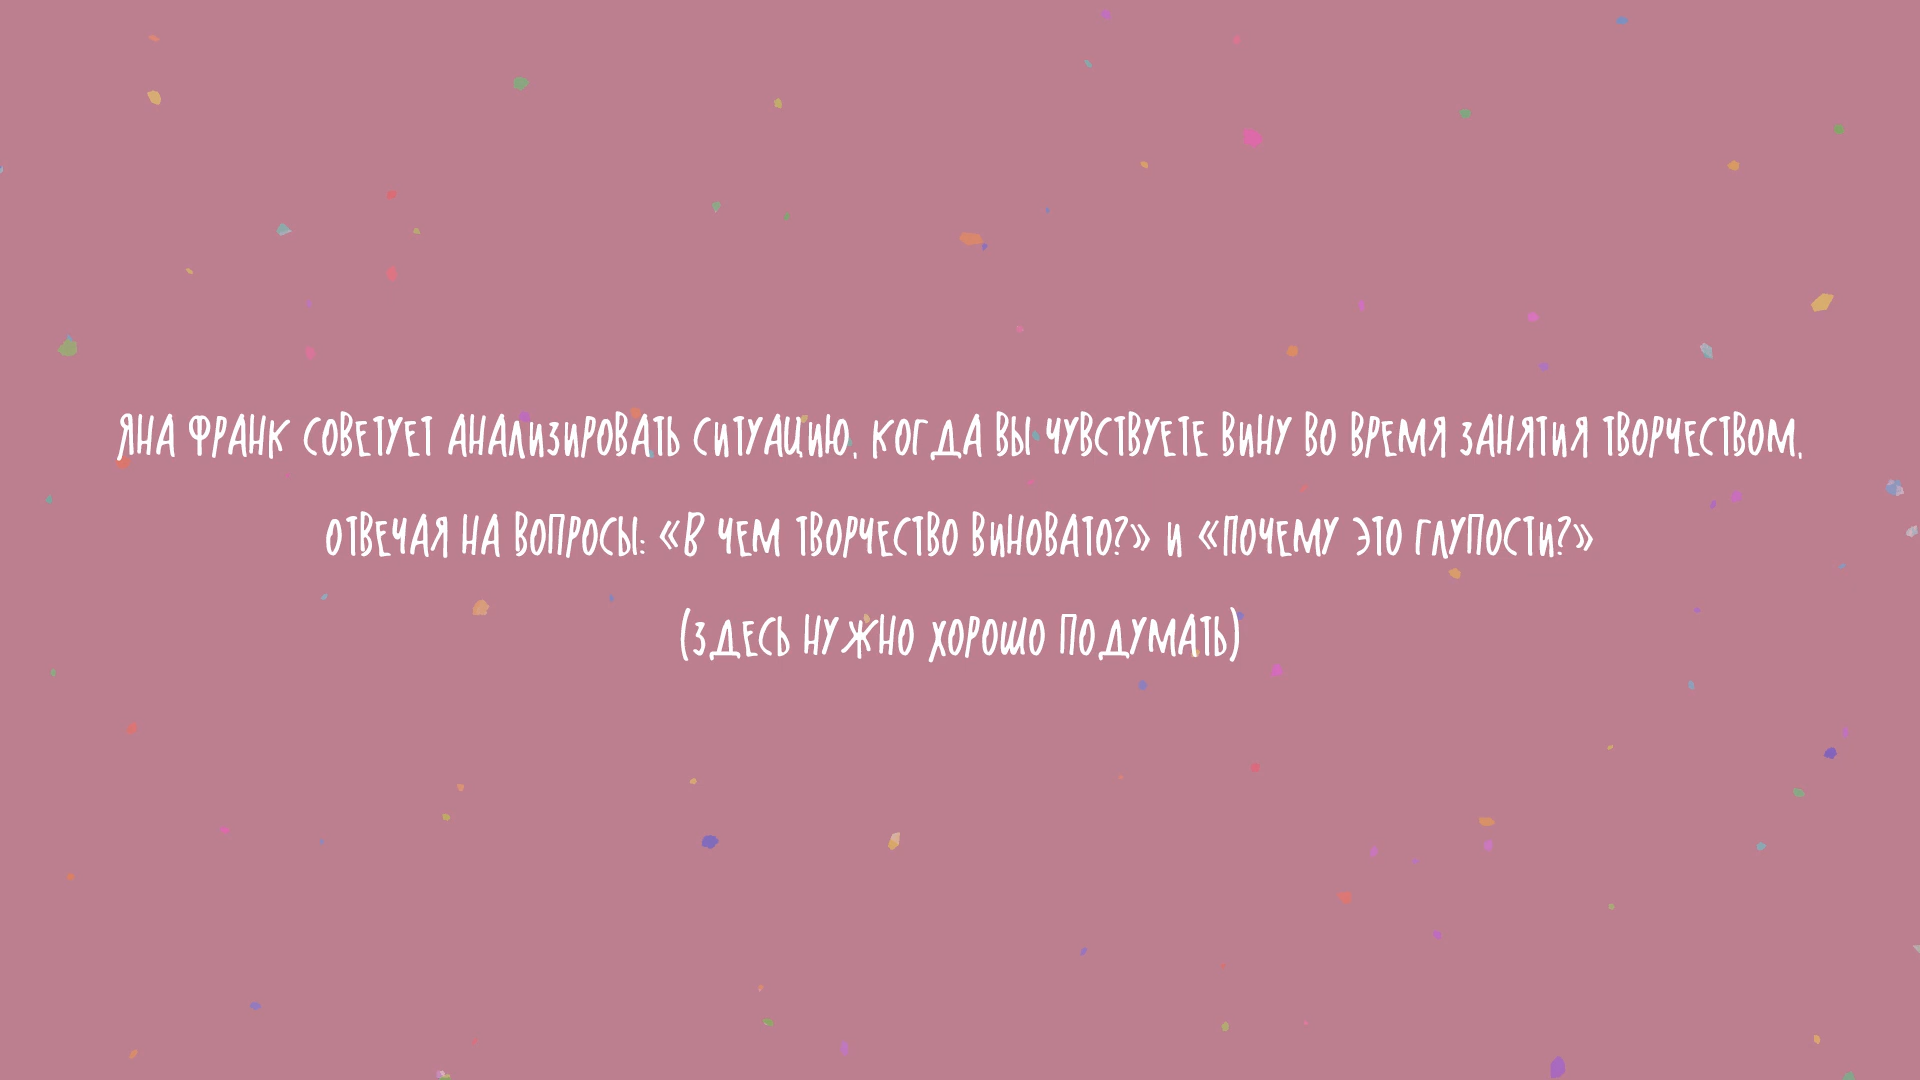 Яна Франк советует анализировать ситуацию, когда вы чувствуете вину во время занятия творчеством,
отвечая на вопросы: «В чем творчество виновато?» и «Почему это глупости?»
(здесь нужно хорошо подумать)